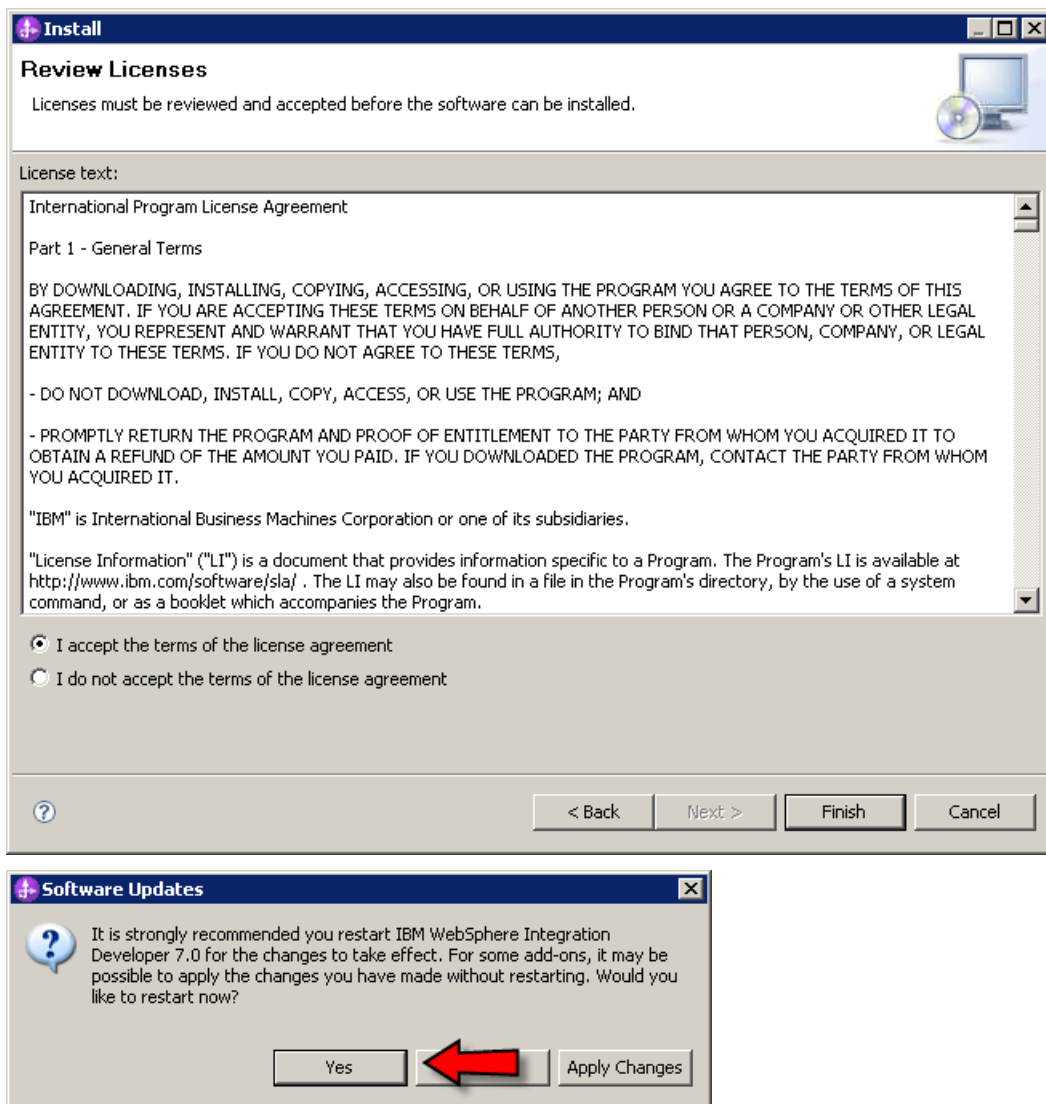 Install
Review Licenses
Licenses must be reviewed and accepted before the software can be installed.
License text:
International Program License Agreement
Part 1 - General Terms
BY DOWNLOADING, INSTALLING, COPYING, ACCESSING, OR USING THE PROGRAM YOU AGREE TO THE TERMS OF THIS
AGREEMENT. IF YOU ARE ACCEPTING THESE TERMS ON BEHALF OF ANOTHER PERSON OR A COMPANY OR OTHER LEGAL
ENTITY, YOU REPRESENT AND WARRANT THAT YOU HAVE FULL AUTHORITY TO BIND THAT PERSON, COMPANY, OR LEGAL
ENTITY TO THESE TERMS. IF YOU DO NOT AGREE TO THESE TERMS,
- DO NOT DOWNLOAD, INSTALL, COPY, ACCESS, OR USE THE PROGRAM; AND
- PROMPTLY RETURN THE PROGRAM AND PROOF OF ENTITLEMENT TO THE PARTY FROM WHOM YOU ACQUIRED IT TO
OBTAIN A REFUND OF THE AMOUNT YOU PAID. IF YOU DOWNLOADED THE PROGRAM, CONTACT THE PARTY FROM WHOM
YOU ACQUIRED IT.
"IBM" is International Business Machines Corporation or one of its subsidiaries.
"License Information" ("LI") is a document that provides information specific to a Program. The Program's LI is available at
http://www.ibm.com/software/sla/ . The LI may also be found in a file in the Program's directory, by the use of a system
command, or as a booklet which accompanies the Program.
I accept the terms of the license agreement
I do not accept the terms of the license agreement
< Back Next > Finish Cancel
Software Updates
It is strongly recommended you restart IBM WebSphere Integration
Developer 7.0 for the changes to take effect. For some add-ons, it may be
possible to apply the changes you have made without restarting. Would you
like to restart now?
Yes Apply Changes